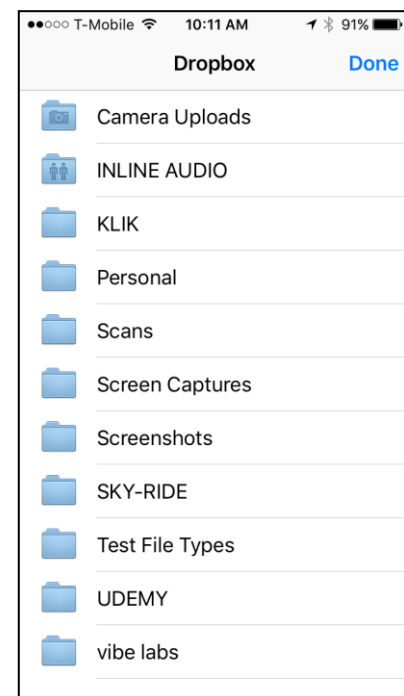 T-Mobile 10:11 AM 91%
Dropbox Done
Camera Uploads
INLINE AUDIO
KLIK
Personal
Scans
Screen Captures
Screenshots
SKY-RIDE
Test File Types
UDEMY
vibe labs